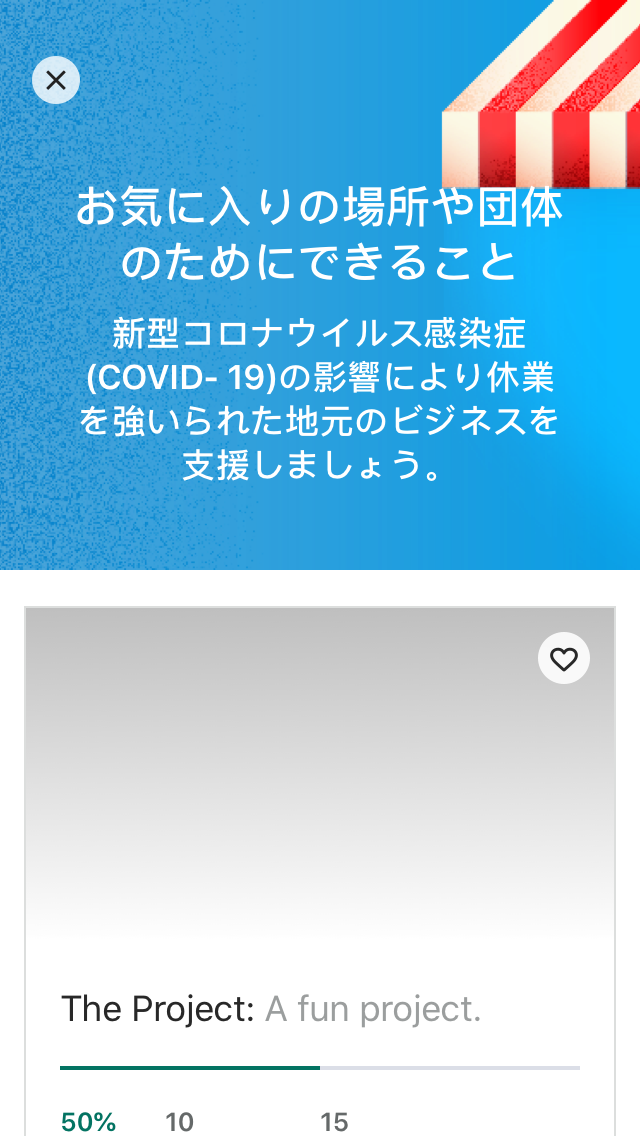 お気に入りの場所や団体
のためにできること
新型コロナウイルス感染症
(COVID- 19)の影響により休業
を強いられた地元のビジネスを
支援しましょう。
The Project: A fun project.
50% 10 15